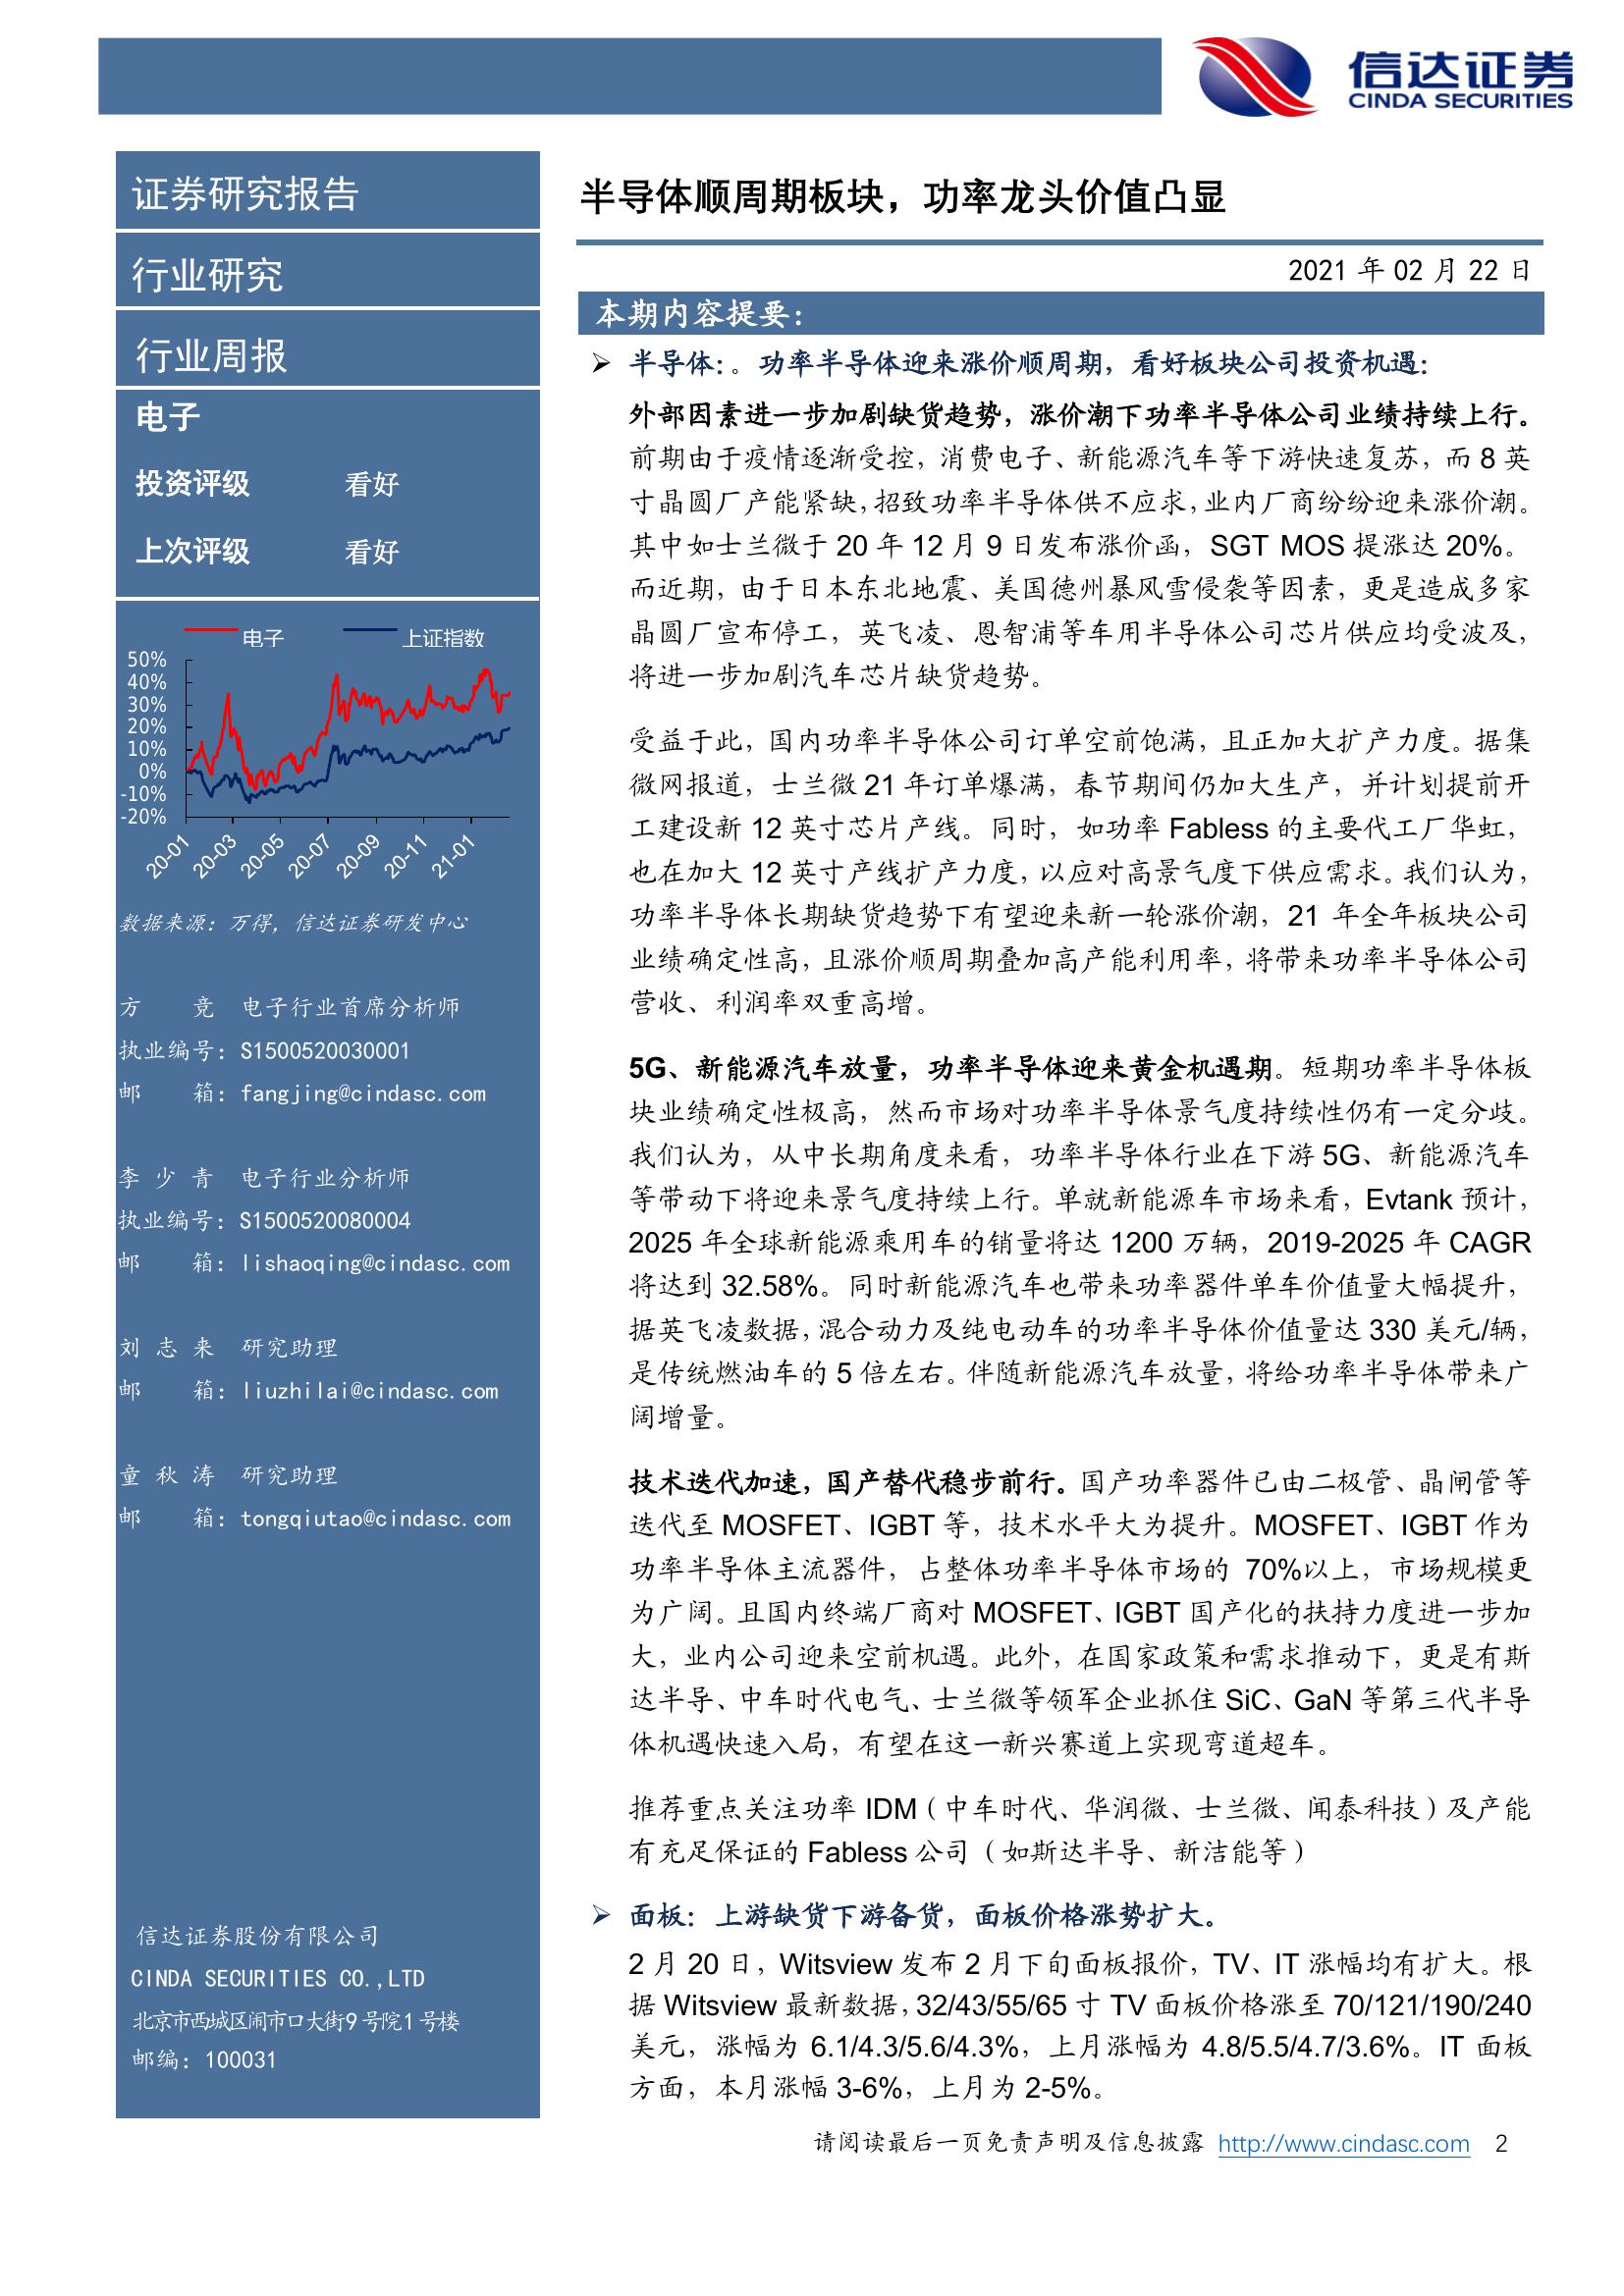 信达证券
CINDA SECURITIES
证券研究报告
行业研究
行业周报
电子
投资评级 看好
上次评级 看好
电子 上证指数
50%
40%
30%
20%
10%
0%
-10%
-20%
20-01 20-03 20-05 20-07 20-09 20-11 21-01
数据来源：万得，信达证券研发中心
方 竞 电子行业首席分析师
执业编号：S1500520030001
邮 箱：fangjing@cindasc.com
李少青 电子行业分析师
执业编号：S1500520080004
邮 箱：lishaoqing@cindasc.com
刘志来 研究助理
邮 箱：liuzhilai@cindasc.com
童秋涛 研究助理
邮 箱：tongqiutao@cindasc.com
信达证券股份有限公司
CINDA SECURITIES CO.,LTD
北京市西城区闹市口大街9号院1号楼
邮编：100031
半导体顺周期板块，功率龙头价值凸显
2021 年 02 月 22 日
本期内容提要：
➢ 半导体：。功率半导体迎来涨价顺周期，看好板块公司投资机遇：
外部因素进一步加剧缺货趋势，涨价潮下功率半导体公司业绩持续上行。
前期由于疫情逐渐受控，消费电子、新能源汽车等下游快速复苏，而 8 英
寸晶圆厂产能紧缺，招致功率半导体供不应求，业内厂商纷纷迎来涨价潮。
其中如士兰微于 20 年 12 月 9 日发布涨价函，SGT MOS 提涨达 20%。
而近期，由于日本东北地震、美国德州暴风雪侵袭等因素，更是造成多家
晶圆厂宣布停工，英飞凌、恩智浦等车用半导体公司芯片供应均受波及，
将进一步加剧汽车芯片缺货趋势。
受益于此，国内功率半导体公司订单空前饱满，且正加大扩产力度。据集
微网报道，士兰微 21 年订单爆满，春节期间仍加大生产，并计划提前开
工建设新 12 英寸芯片产线。同时，如功率 Fabless 的主要代工厂华虹，
也在加大 12 英寸产线扩产力度，以应对高景气度下供应需求。我们认为，
功率半导体长期缺货趋势下有望迎来新一轮涨价潮，21 年全年板块公司
业绩确定性高，且涨价顺周期叠加高产能利用率，将带来功率半导体公司
营收、利润率双重高增。
5G、新能源汽车放量，功率半导体迎来黄金机遇期。短期功率半导体板
块业绩确定性极高，然而市场对功率半导体景气度持续性仍有一定分歧。
我们认为，从中长期角度来看，功率半导体行业在下游 5G、新能源汽车
等带动下将迎来景气度持续上行。单就新能源车市场来看，Evtank 预计，
2025 年全球新能源乘用车的销量将达 1200 万辆，2019-2025 年 CAGR
将达到 32.58%。同时新能源汽车也带来功率器件单车价值量大幅提升，
据英飞凌数据，混合动力及纯电动车的功率半导体价值量达 330 美元/辆，
是传统燃油车的 5 倍左右。伴随新能源汽车放量，将给功率半导体带来广
阔增量。
技术迭代加速，国产替代稳步前行。国产功率器件已由二极管、晶闸管等
迭代至 MOSFET、IGBT 等，技术水平大为提升。MOSFET、IGBT 作为
功率半导体主流器件，占整体功率半导体市场的 70%以上，市场规模更
为广阔。且国内终端厂商对 MOSFET、IGBT 国产化的扶持力度进一步加
大，业内公司迎来空前机遇。此外，在国家政策和需求推动下，更是有斯
达半导、中车时代电气、士兰微等领军企业抓住 SiC、GaN 等第三代半导
体机遇快速入局，有望在这一新兴赛道上实现弯道超车。
推荐重点关注功率 IDM（中车时代、华润微、士兰微、闻泰科技）及产能
有充足保证的 Fabless 公司（如斯达半导、新洁能等）
➢ 面板：上游缺货下游备货，面板价格涨势扩大。
2 月 20 日，Witsview 发布 2 月下旬面板报价，TV、IT 涨幅均有扩大。根
据 Witsview 最新数据，32/43/55/65 寸 TV 面板价格涨至 70/121/190/240
美元，涨幅为 6.1/4.3/5.6/4.3%，上月涨幅为 4.8/5.5/4.7/3.6%。IT 面板
方面，本月涨幅 3-6%，上月为 2-5%。
请阅读最后一页免责声明及信息披露 http://www.cindasc.com 2